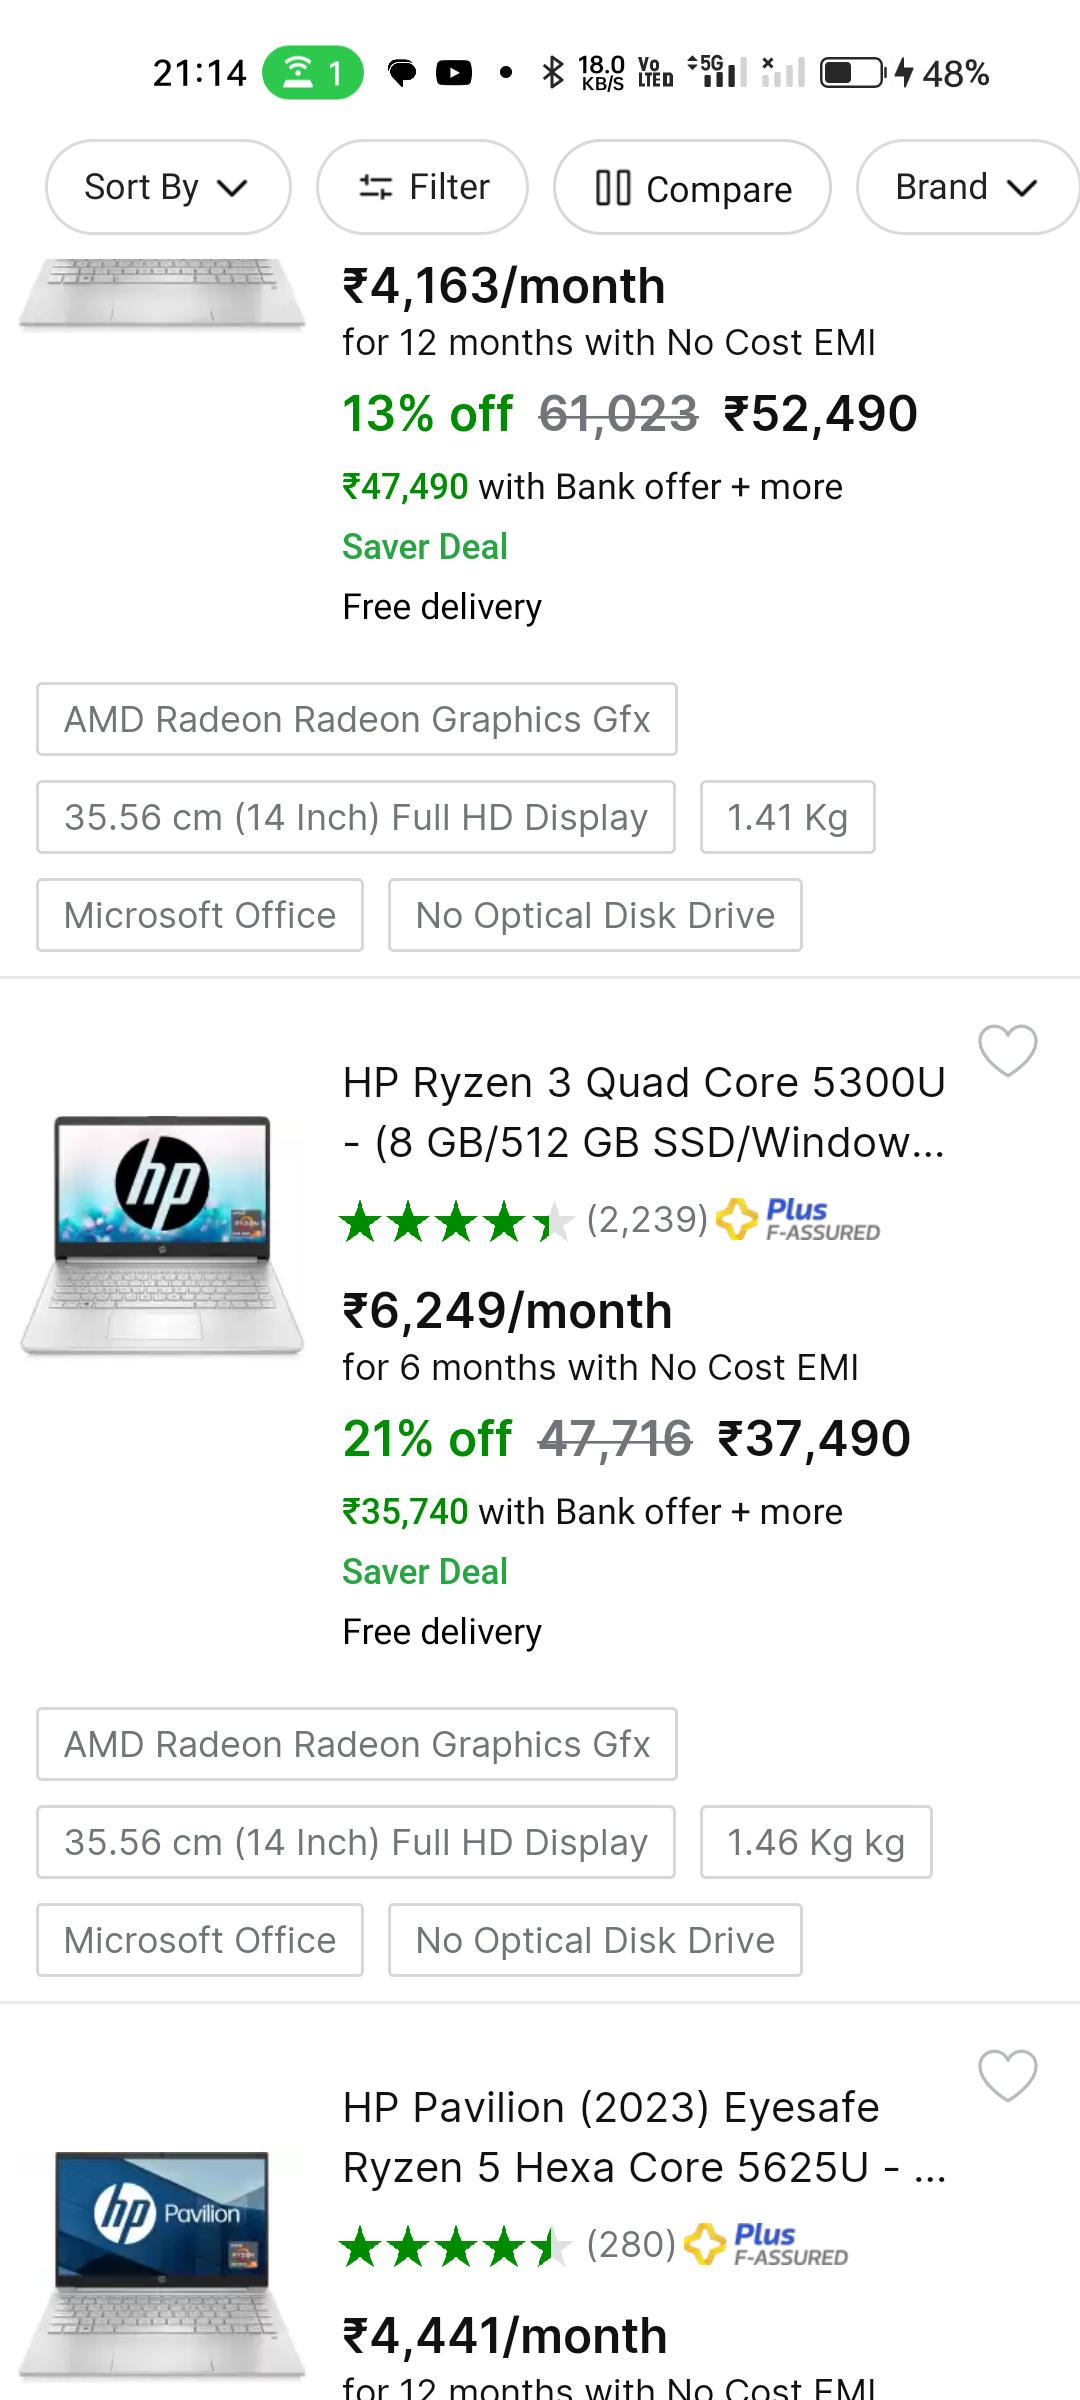 21:14 1 18.0 KB/S Vo LTED 5G 48%
Sort By Filter Compare Brand
₹4,163/month
for 12 months with No Cost EMI
13% off 61,023 ₹52,490
₹47,490 with Bank offer + more
Saver Deal
Free delivery
AMD Radeon Radeon Graphics Gfx
35.56 cm (14 Inch) Full HD Display 1.41 Kg
Microsoft Office No Optical Disk Drive
HP Ryzen 3 Quad Core 5300U
- (8 GB/512 GB SSD/Window...
(2,239) Plus F-ASSURED
hp
RYZEN
₹6,249/month
for 6 months with No Cost EMI
21% off 47,716 ₹37,490
₹35,740 with Bank offer + more
Saver Deal
Free delivery
AMD Radeon Radeon Graphics Gfx
35.56 cm (14 Inch) Full HD Display 1.46 Kg kg
Microsoft Office No Optical Disk Drive
HP Pavilion (2023) Eyesafe
Ryzen 5 Hexa Core 5625U - ...
hp Pavilion
RYZEN
(280) Plus F-ASSURED
₹4,441/month
for 12 months with No Cost EMI